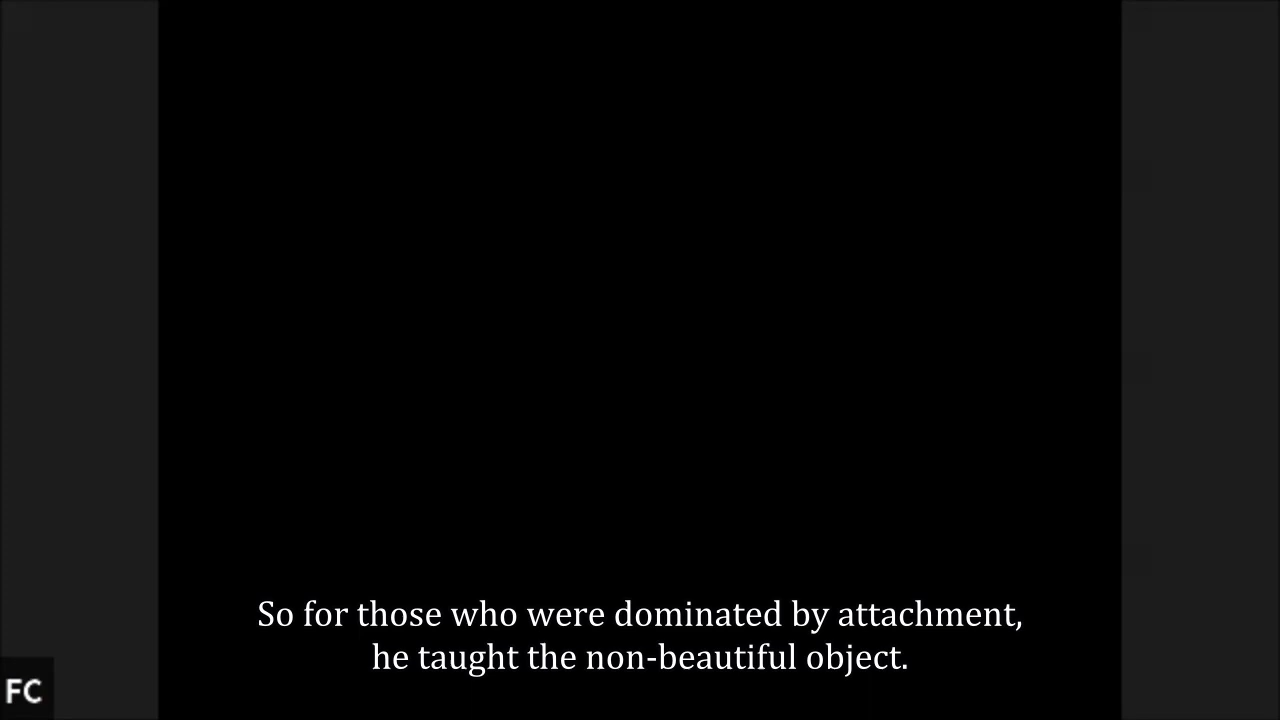 So for those who were dominated by attachment,
he taught the non-beautiful object.
FC